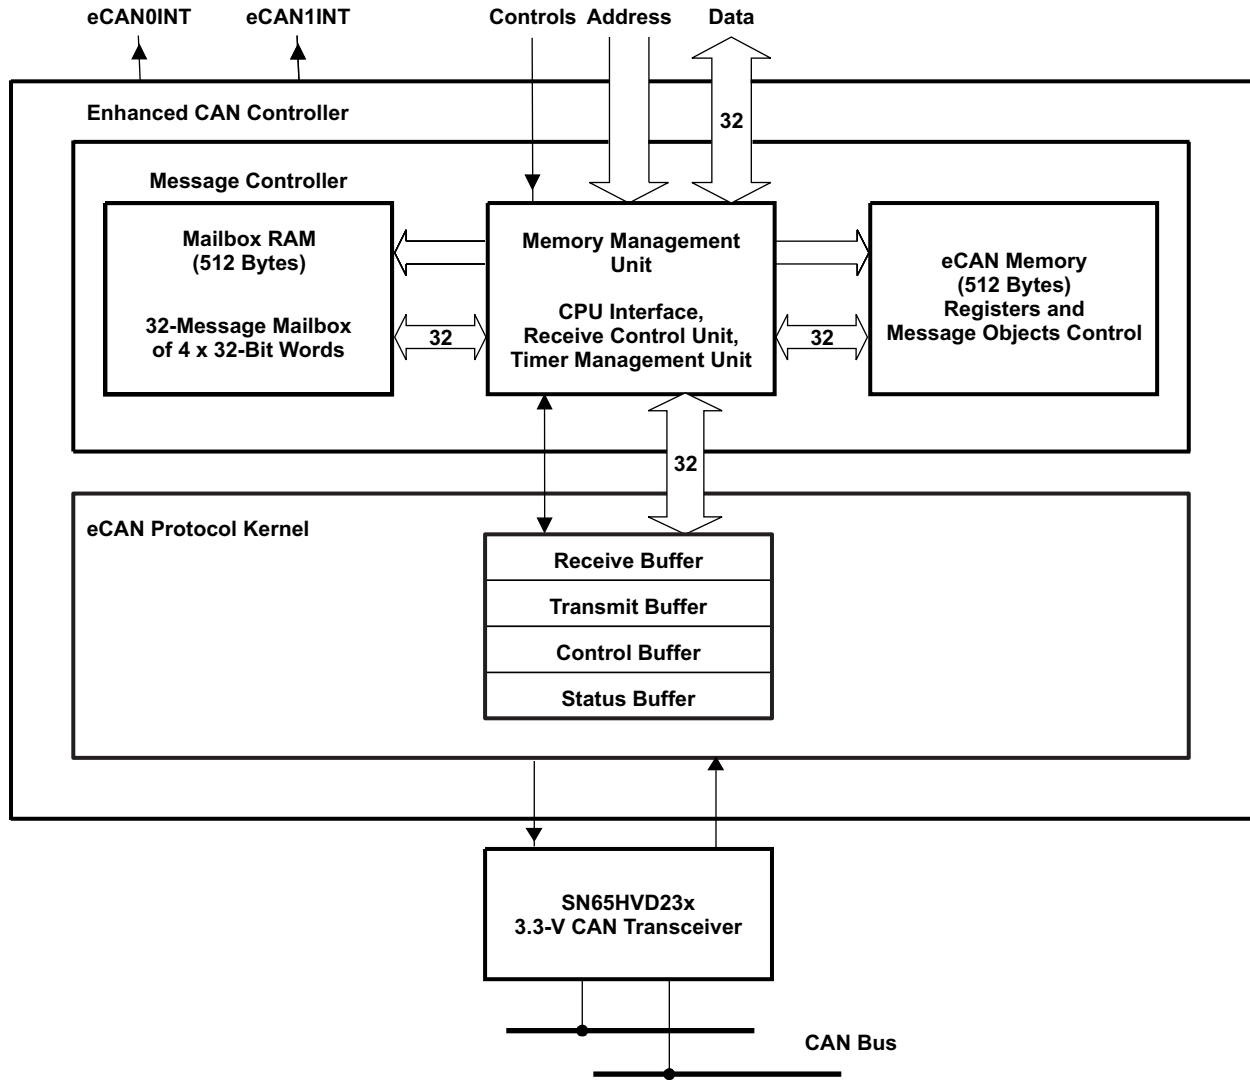 eCAN0INT eCAN1INT Controls Address Data
32
Enhanced CAN Controller
Message Controller
Mailbox RAM
(512 Bytes)
32-Message Mailbox
of 4 x 32-Bit Words
32
Memory Management
Unit
CPU Interface,
Receive Control Unit,
Timer Management Unit
32
eCAN Memory
(512 Bytes)
Registers and
Message Objects Control
32
eCAN Protocol Kernel
Receive Buffer
Transmit Buffer
Control Buffer
Status Buffer
SN65HVD23x
3.3-V CAN Transceiver
CAN Bus